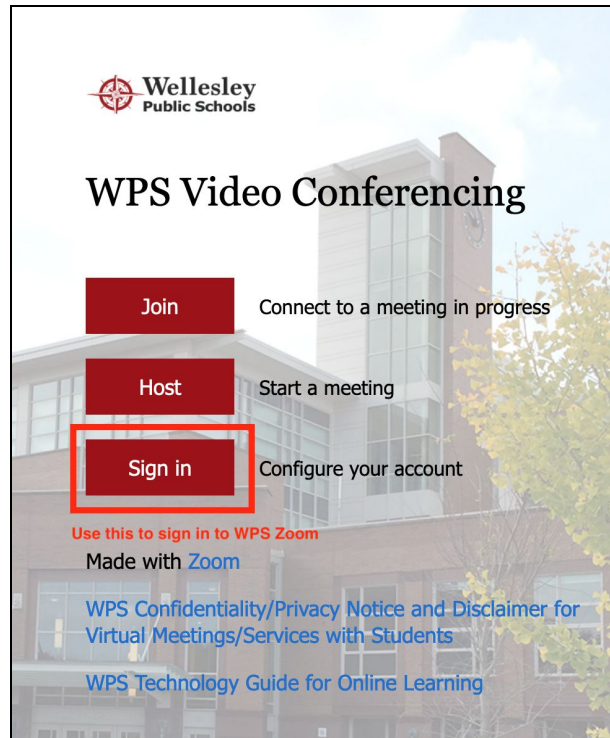 Wellesley
Public Schools
WPS Video Conferencing
Join
Connect to a meeting in progress
Host
Start a meeting
Sign in
Configure your account
Use this to sign in to WPS Zoom
Made with Zoom
WPS Confidentiality/Privacy Notice and Disclaimer for
Virtual Meetings/Services with Students
WPS Technology Guide for Online Learning